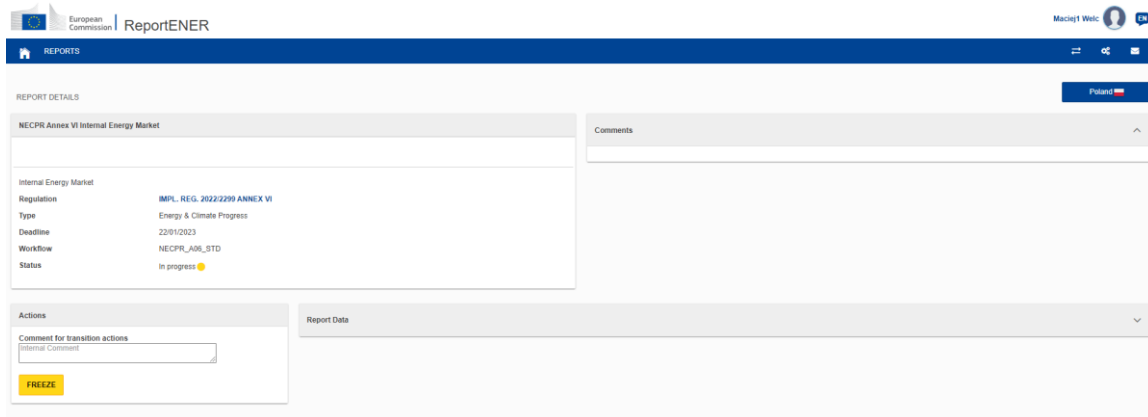 European
Commission
ReportENER
Maciej1 Welc
EN
REPORTS
REPORT DETAILS
Poland
NECPR Annex VI Internal Energy Market
Comments
Internal Energy Market
Regulation IMPL. REG. 2022/2299 ANNEX VI
Type Energy & Climate Progress
Deadline 22/01/2023
Workflow NECPR_A06_STD
Status In progress
Actions
Report Data
Comment for transition actions
Internal Comment
FREEZE